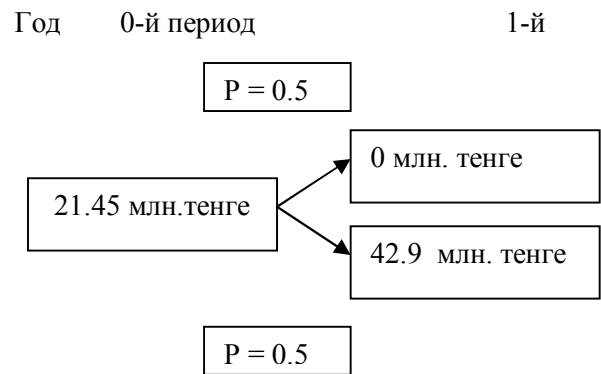 Год 0-й период 1-й
P = 0.5
0 млн. тенге
21.45 млн.тенге
42.9 млн. тенге
P = 0.5